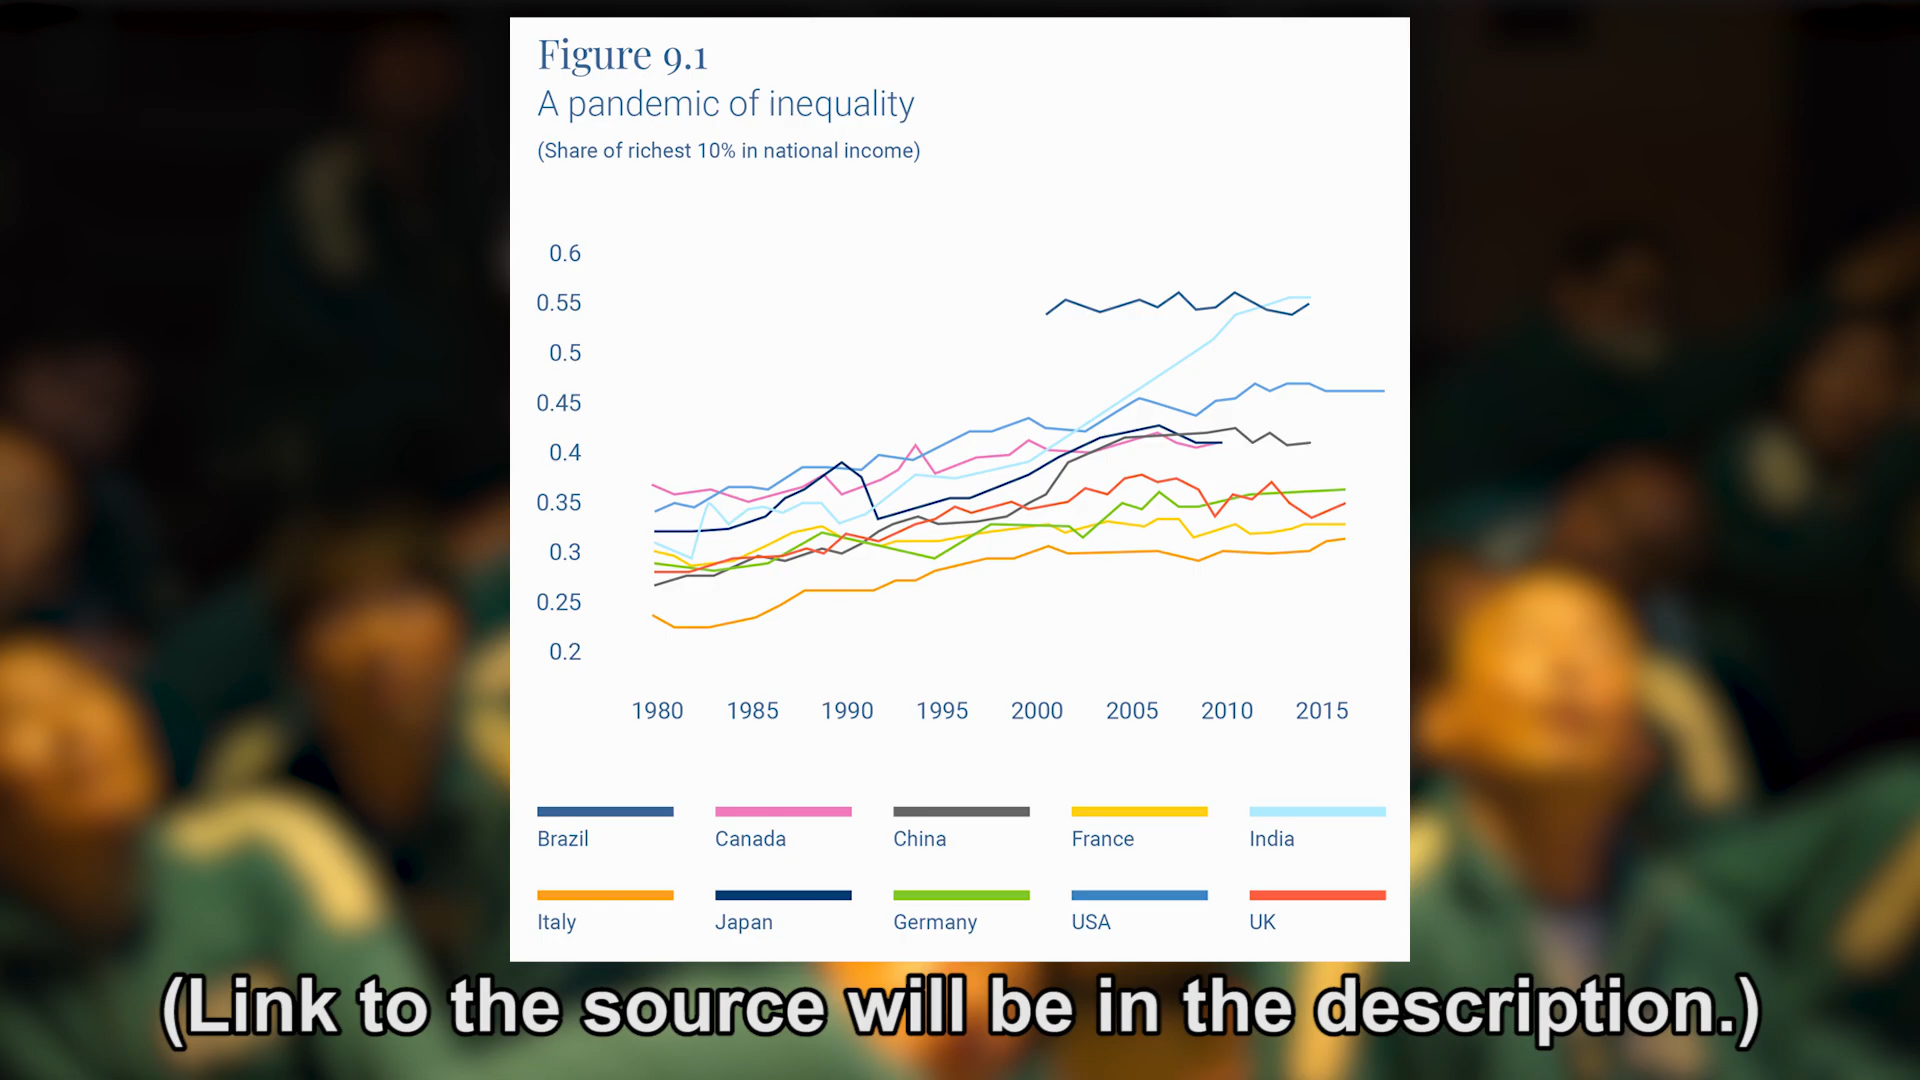 Figure 9.1
A pandemic of inequality
(Share of richest 10% in national income)
0.6
0.55
0.5
0.45
0.4
0.35
0.3
0.25
0.2
1980 1985 1990 1995 2000 2005 2010 2015
Brazil Canada China France India
Italy Japan Germany USA UK
(Link to the source will be in the description.)